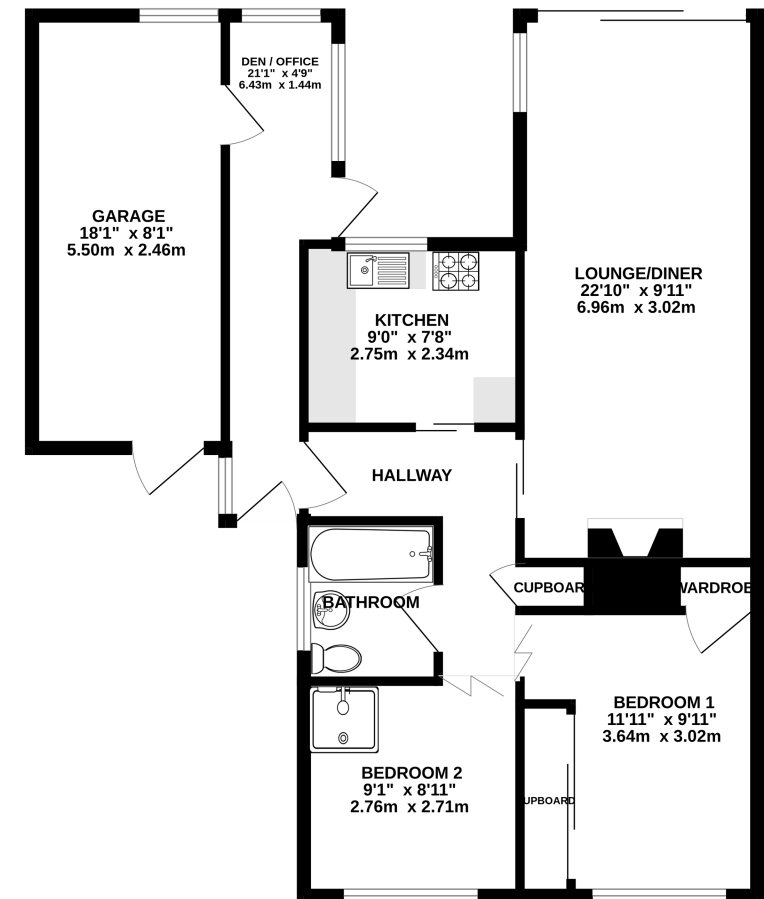 DEN / OFFICE
21'1" x 4'9"
6.43m x 1.44m
GARAGE
18'1" x 8'1"
5.50m x 2.46m
LOUNGE/DINER
22'10" x 9'11"
6.96m x 3.02m
KITCHEN
9'0" x 7'8"
2.75m x 2.34m
HALLWAY
CUPBOAR
WARDROBE
BATHROOM
BEDROOM 1
11'11" x 9'11"
3.64m x 3.02m
BEDROOM 2
9'1" x 8'11"
2.76m x 2.71m
UPBOARD